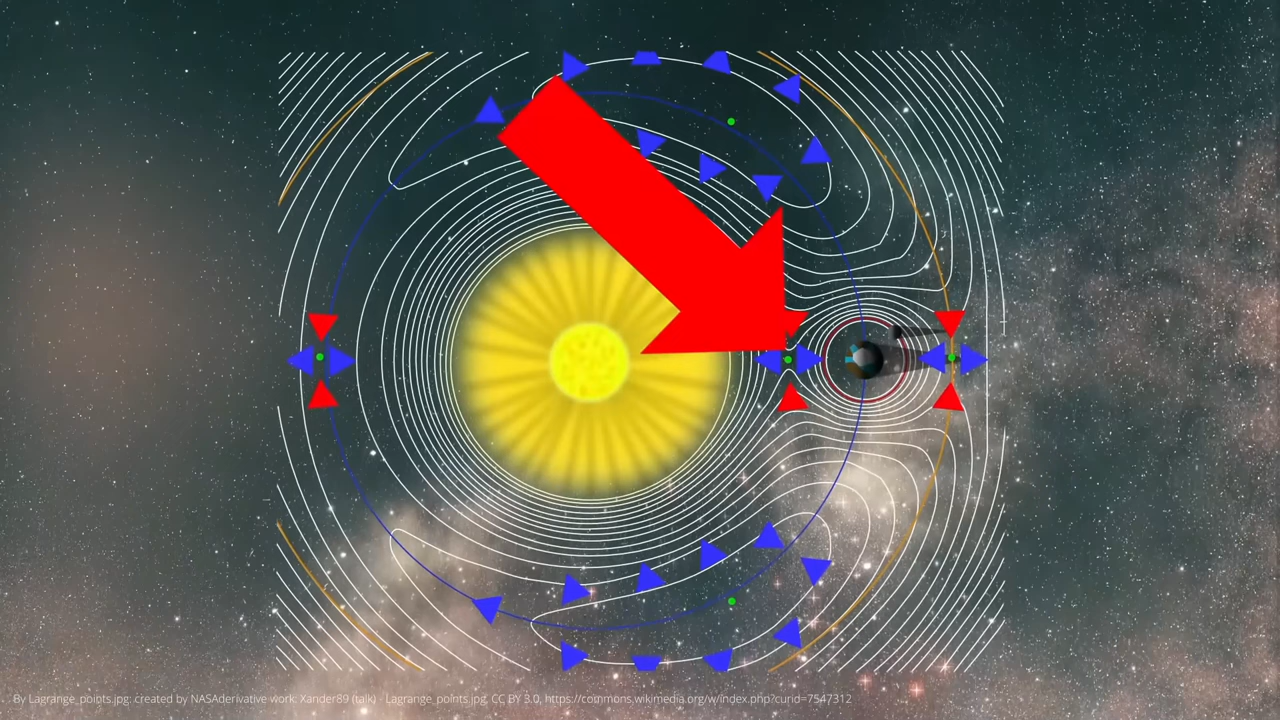 By Lagrange_points.jpg: created by NASAderivative work: Xander89 (talk) - Lagrange_points.jpg, CC BY 3.0, https://commons.wikimedia.org/w/index.php?curid=7547312